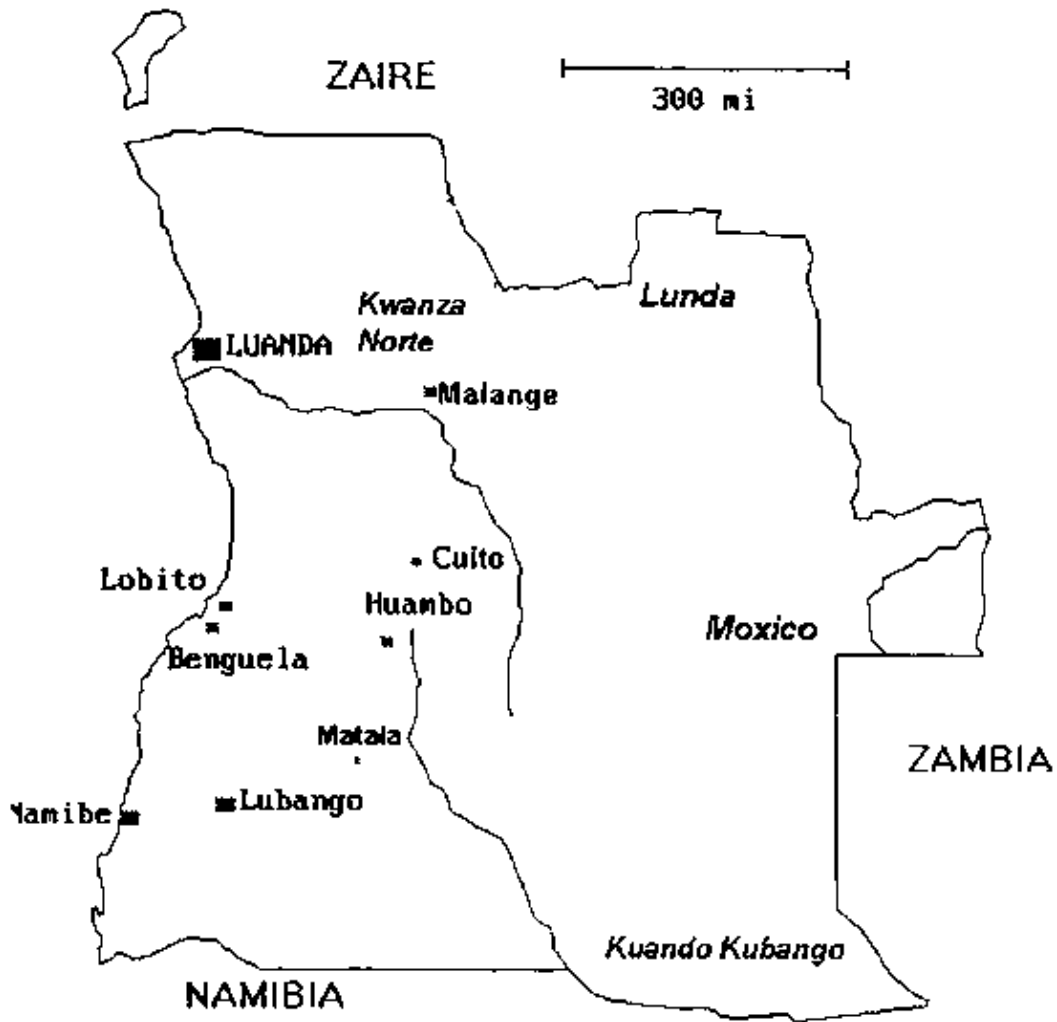 ZAIRE
300 mi
Lunda
Kwanza
Norte
LUANDA
Malange
Cuito
Lobito
Huambo
Moxico
Benguela
Matala
ZAMBIA
Namibe
Lubango
Kuando Kubango
NAMIBIA